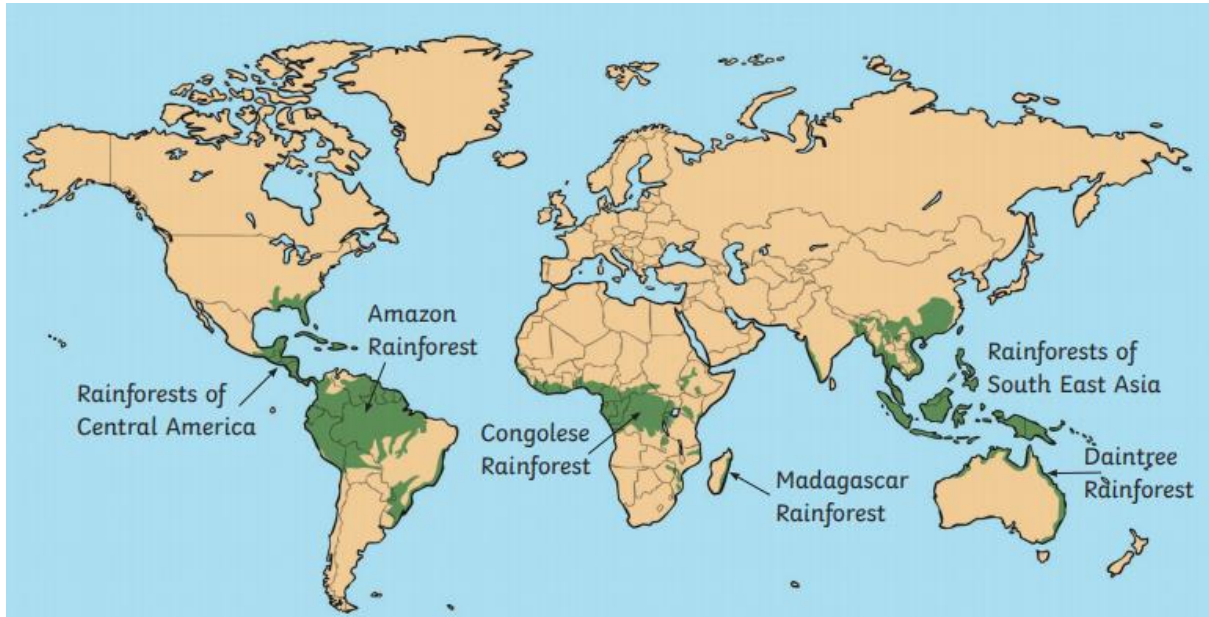 Amazon
Rainforest
Rainforests of
Central America
Congolese
Rainforest
Madagascar
Rainforest
Rainforests of
South East Asia
Daintree
Rainforest